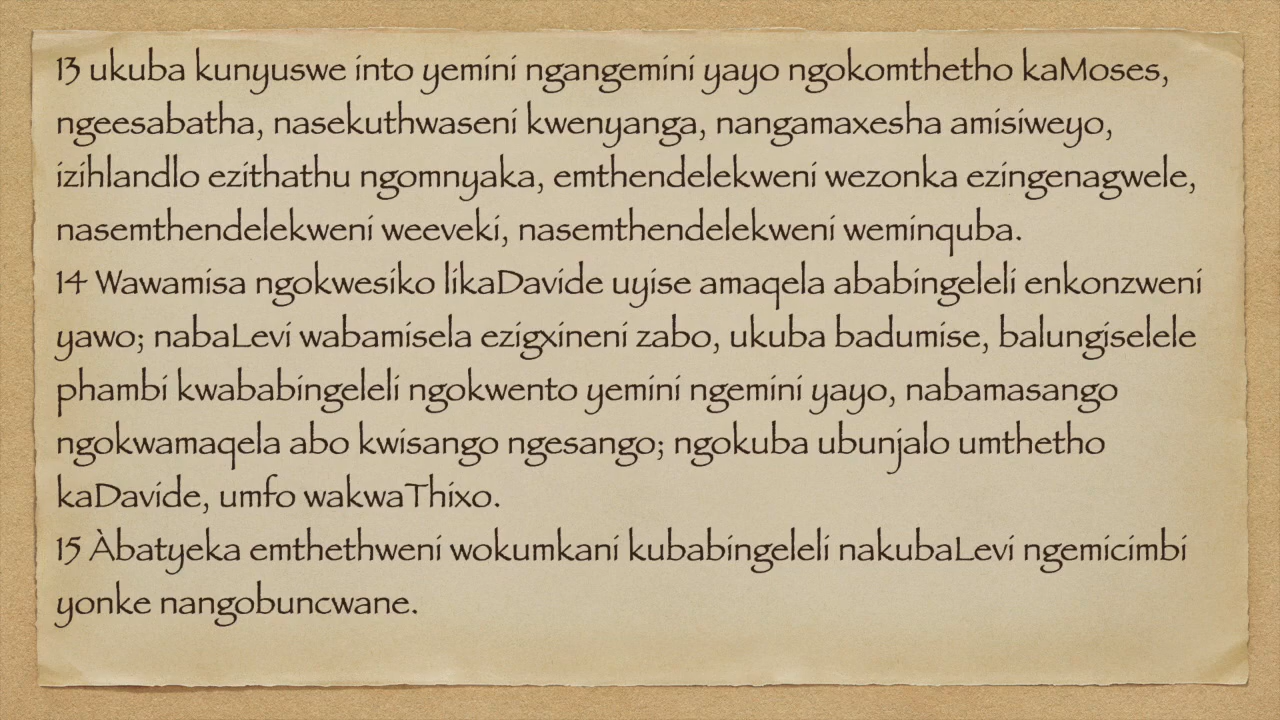 13 ukuba kunyuswe into yemini ngangemini yayo ngokomthetho kaMoses,
ngeesabatha, nasekuthwaseni kwenyanga, nangamaxesha amisiweyo,
izihlandlo ezithathu ngomnyaka, emthendelekweni wezonka ezingenagwele,
nasemthendelekweni weeveki, nasemthendelekweni weminquba.
14 Wawamisa ngokwesiko likaDavide uyise amaqela ababingeleli enkonzweni
yawo; nabaLevi wabamisela ezigxineni zabo, ukuba badumise, balungiselele
phambi kwababingeleli ngokwento yemini ngemini yayo, nabamasango
ngokwamaqela abo kwisango ngesango; ngokuba ubunjalo umthetho
kaDavide, umfo wakwaThixo.
15 Àbatyeka emthethweni wokumkani kubabingeleli nakubaLevi ngemicimbi
yonke nangobuncwane.